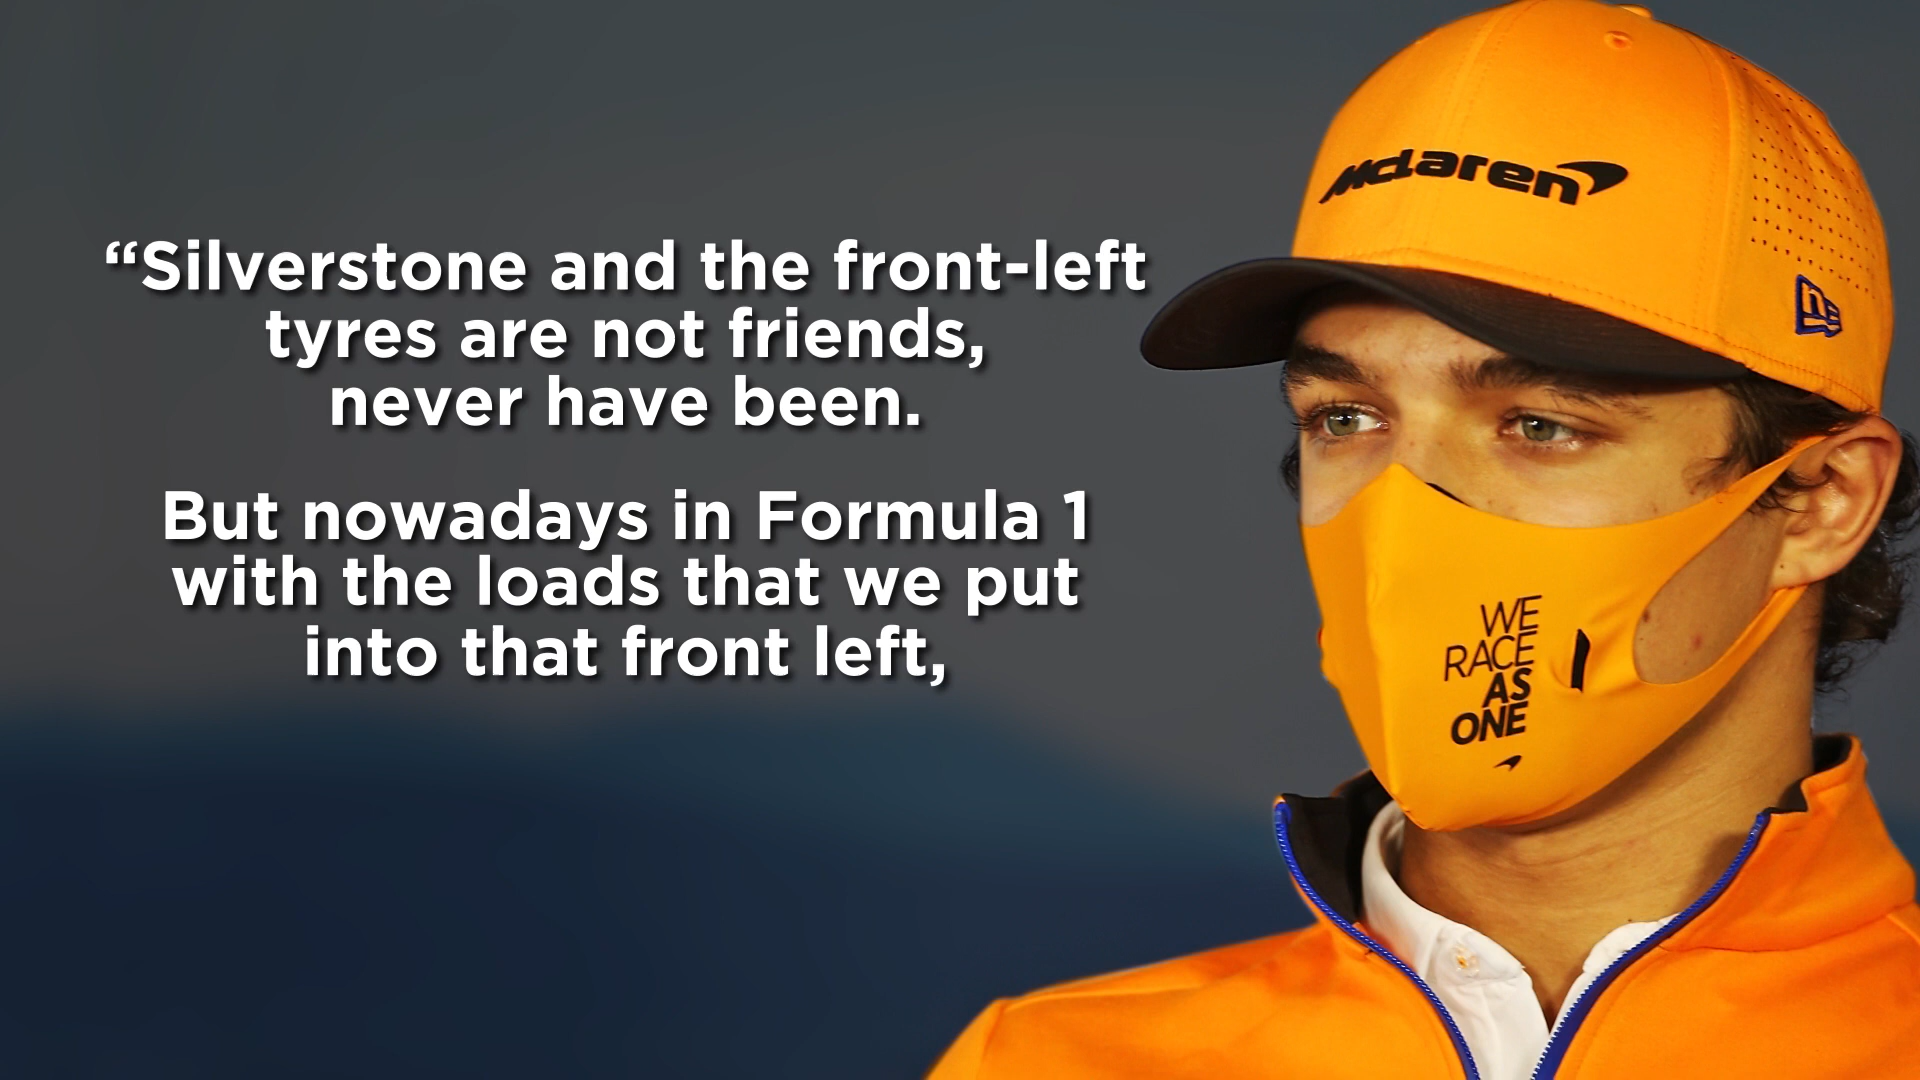 “Silverstone and the front-left
tyres are not friends,
never have been.
But nowadays in Formula 1
with the loads that we put
into that front left,
McLaren
NE
WE
RACE
AS
ONE